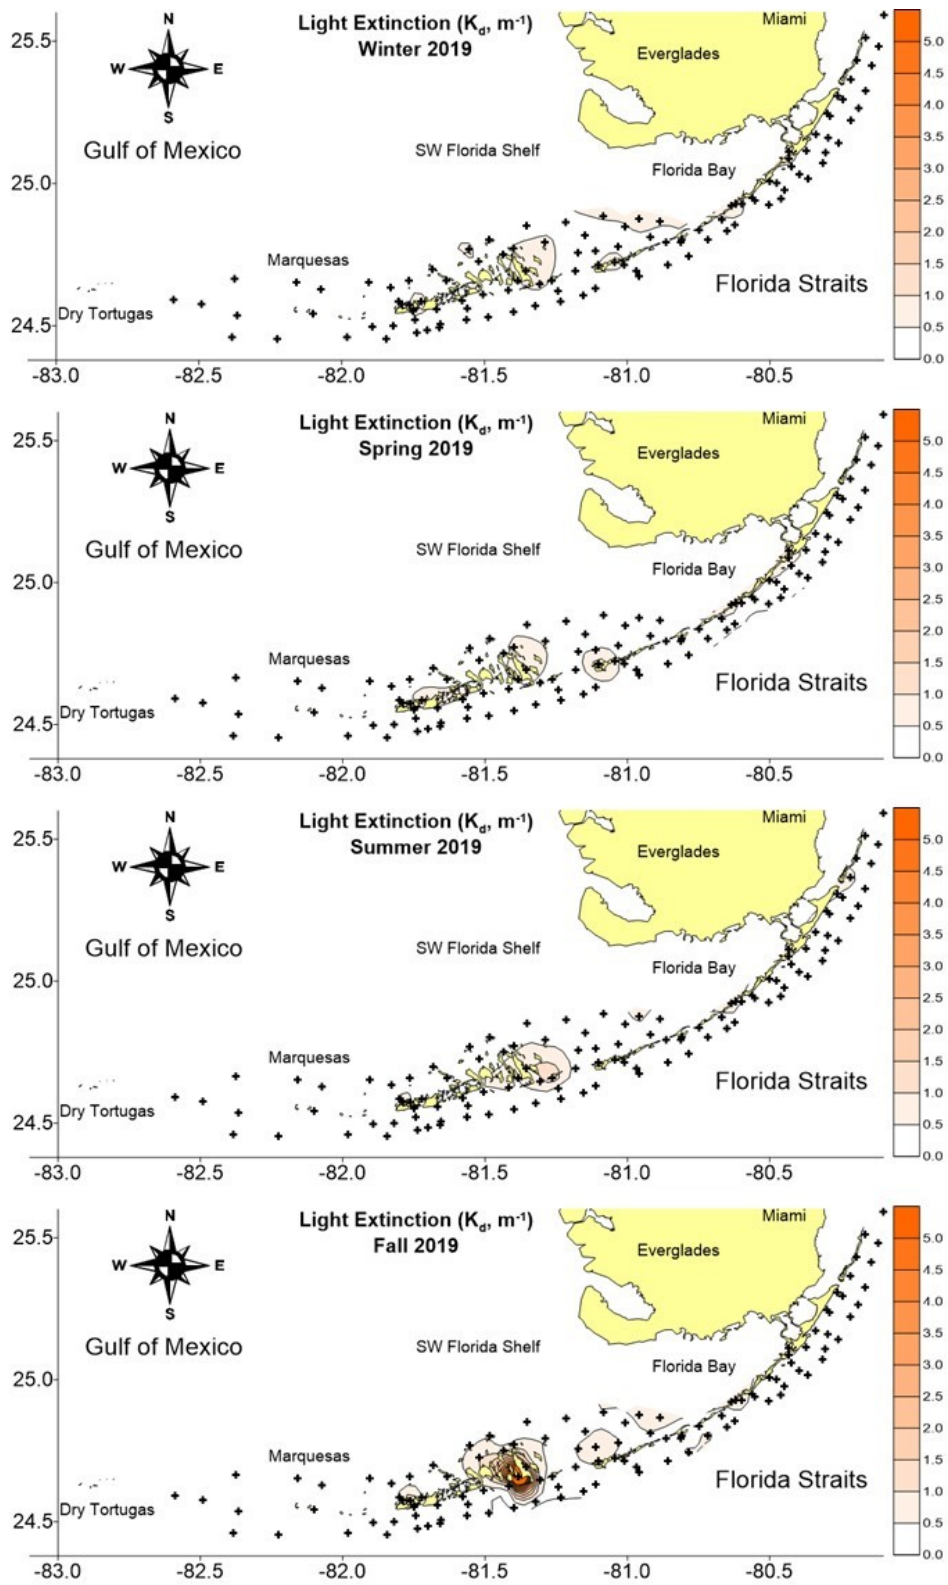 Light Extinction (Kd, m-1)
Winter 2019
N
W E
S
Gulf of Mexico
SW Florida Shelf
Miami
Everglades
Florida Bay
Marquesas
Dry Tortugas
Florida Straits
25.5
25.0
24.5
-83.0 -82.5 -82.0 -81.5 -81.0 -80.5
5.0
4.5
4.0
3.5
3.0
2.5
2.0
1.5
1.0
0.5
0.0
Light Extinction (Kd, m-1)
Spring 2019
N
W E
S
Gulf of Mexico
SW Florida Shelf
Miami
Everglades
Florida Bay
Marquesas
Dry Tortugas
Florida Straits
25.5
25.0
24.5
-83.0 -82.5 -82.0 -81.5 -81.0 -80.5
5.0
4.5
4.0
3.5
3.0
2.5
2.0
1.5
1.0
0.5
0.0
Light Extinction (Kd, m-1)
Summer 2019
N
W E
S
Gulf of Mexico
SW Florida Shelf
Miami
Everglades
Florida Bay
Marquesas
Dry Tortugas
Florida Straits
25.5
25.0
24.5
-83.0 -82.5 -82.0 -81.5 -81.0 -80.5
5.0
4.5
4.0
3.5
3.0
2.5
2.0
1.5
1.0
0.5
0.0
Light Extinction (Kd, m-1)
Fall 2019
N
W E
S
Gulf of Mexico
SW Florida Shelf
Miami
Everglades
Florida Bay
Marquesas
Dry Tortugas
Florida Straits
25.5
25.0
24.5
-83.0 -82.5 -82.0 -81.5 -81.0 -80.5
5.0
4.5
4.0
3.5
3.0
2.5
2.0
1.5
1.0
0.5
0.0